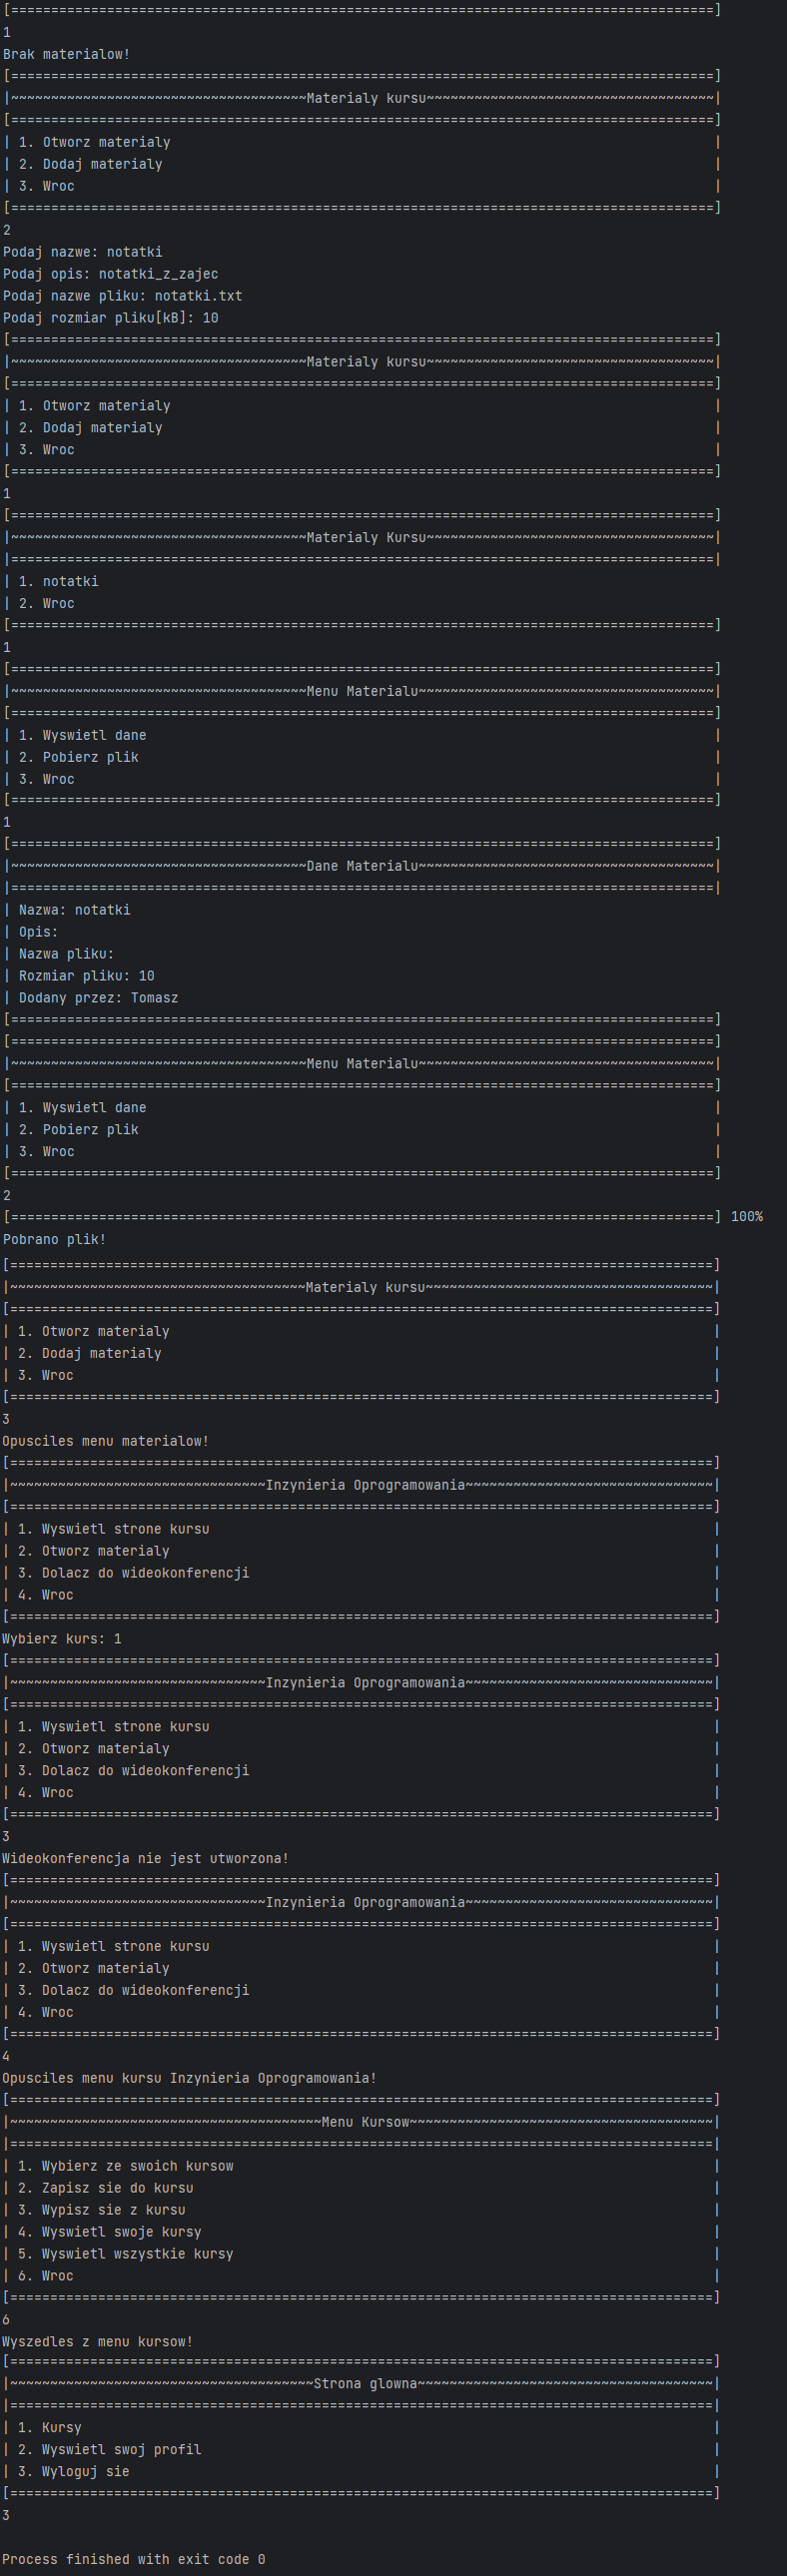 [========================================================================================]
1
Brak materialow!
[========================================================================================]
|~~~~~~~~~~~~~~~~~~~~~~~~~~~~~~~~~~~~~Materialy kursu~~~~~~~~~~~~~~~~~~~~~~~~~~~~~~~~~~~~|
[========================================================================================]
| 1. Otworz materialy                                                                    |
| 2. Dodaj materialy                                                                     |
| 3. Wroc                                                                                |
[========================================================================================]
2
Podaj nazwe: notatki
Podaj opis: notatki_z_zajec
Podaj nazwe pliku: notatki.txt
Podaj rozmiar pliku[kB]: 10
[========================================================================================]
|~~~~~~~~~~~~~~~~~~~~~~~~~~~~~~~~~~~~~Materialy kursu~~~~~~~~~~~~~~~~~~~~~~~~~~~~~~~~~~~~|
[========================================================================================]
| 1. Otworz materialy                                                                    |
| 2. Dodaj materialy                                                                     |
| 3. Wroc                                                                                |
[========================================================================================]
1
[========================================================================================]
|~~~~~~~~~~~~~~~~~~~~~~~~~~~~~~~~~~~~~Materialy Kursu~~~~~~~~~~~~~~~~~~~~~~~~~~~~~~~~~~~~|
|========================================================================================|
| 1. notatki
| 2. Wroc
[========================================================================================]
1
[========================================================================================]
|~~~~~~~~~~~~~~~~~~~~~~~~~~~~~~~~~~~~~Menu Materialu~~~~~~~~~~~~~~~~~~~~~~~~~~~~~~~~~~~~~|
[========================================================================================]
| 1. Wyswietl dane                                                                       |
| 2. Pobierz plik                                                                        |
| 3. Wroc                                                                                |
[========================================================================================]
1
[========================================================================================]
|~~~~~~~~~~~~~~~~~~~~~~~~~~~~~~~~~~~~~Dane Materialu~~~~~~~~~~~~~~~~~~~~~~~~~~~~~~~~~~~~~|
|========================================================================================|
| Nazwa: notatki
| Opis:
| Nazwa pliku:
| Rozmiar pliku: 10
| Dodany przez: Tomasz
[========================================================================================]
[========================================================================================]
|~~~~~~~~~~~~~~~~~~~~~~~~~~~~~~~~~~~~~Menu Materialu~~~~~~~~~~~~~~~~~~~~~~~~~~~~~~~~~~~~~|
[========================================================================================]
| 1. Wyswietl dane                                                                       |
| 2. Pobierz plik                                                                        |
| 3. Wroc                                                                                |
[========================================================================================]
2
[========================================================================================] 100%
Pobrano plik!
[========================================================================================]
|~~~~~~~~~~~~~~~~~~~~~~~~~~~~~~~~~~~~~Materialy kursu~~~~~~~~~~~~~~~~~~~~~~~~~~~~~~~~~~~~|
[========================================================================================]
| 1. Otworz materialy                                                                    |
| 2. Dodaj materialy                                                                     |
| 3. Wroc                                                                                |
[========================================================================================]
3
Opusciles menu materialow!
[========================================================================================]
|~~~~~~~~~~~~~~~~~~~~~~~~~~~~~~~~Inzynieria Oprogramowania~~~~~~~~~~~~~~~~~~~~~~~~~~~~~~~|
[========================================================================================]
| 1. Wyswietl strone kursu                                                               |
| 2. Otworz materialy                                                                    |
| 3. Dolacz do wideokonferencji                                                          |
| 4. Wroc                                                                                |
[========================================================================================]
Wybierz kurs: 1
[========================================================================================]
|~~~~~~~~~~~~~~~~~~~~~~~~~~~~~~~~Inzynieria Oprogramowania~~~~~~~~~~~~~~~~~~~~~~~~~~~~~~~|
[========================================================================================]
| 1. Wyswietl strone kursu                                                               |
| 2. Otworz materialy                                                                    |
| 3. Dolacz do wideokonferencji                                                          |
| 4. Wroc                                                                                |
[========================================================================================]
3
Wideokonferencja nie jest utworzona!
[========================================================================================]
|~~~~~~~~~~~~~~~~~~~~~~~~~~~~~~~~Inzynieria Oprogramowania~~~~~~~~~~~~~~~~~~~~~~~~~~~~~~~|
[========================================================================================]
| 1. Wyswietl strone kursu                                                               |
| 2. Otworz materialy                                                                    |
| 3. Dolacz do wideokonferencji                                                          |
| 4. Wroc                                                                                |
[========================================================================================]
4
Opusciles menu kursu Inzynieria Oprogramowania!
[========================================================================================]
|~~~~~~~~~~~~~~~~~~~~~~~~~~~~~~~~~~~~~~~Menu Kursow~~~~~~~~~~~~~~~~~~~~~~~~~~~~~~~~~~~~~~|
|========================================================================================|
| 1. Wybierz ze swoich kursow                                                            |
| 2. Zapisz sie do kursu                                                                 |
| 3. Wypisz sie z kursu                                                                  |
| 4. Wyswietl swoje kursy                                                                |
| 5. Wyswietl wszystkie kursy                                                            |
| 6. Wroc                                                                                |
[========================================================================================]
6
Wyszedles z menu kursow!
[========================================================================================]
|~~~~~~~~~~~~~~~~~~~~~~~~~~~~~~~~~~~~~~Strona glowna~~~~~~~~~~~~~~~~~~~~~~~~~~~~~~~~~~~~~|
|========================================================================================|
| 1. Kursy                                                                               |
| 2. Wyswietl swoj profil                                                                |
| 3. Wyloguj sie                                                                         |
[========================================================================================]
3
Process finished with exit code 0